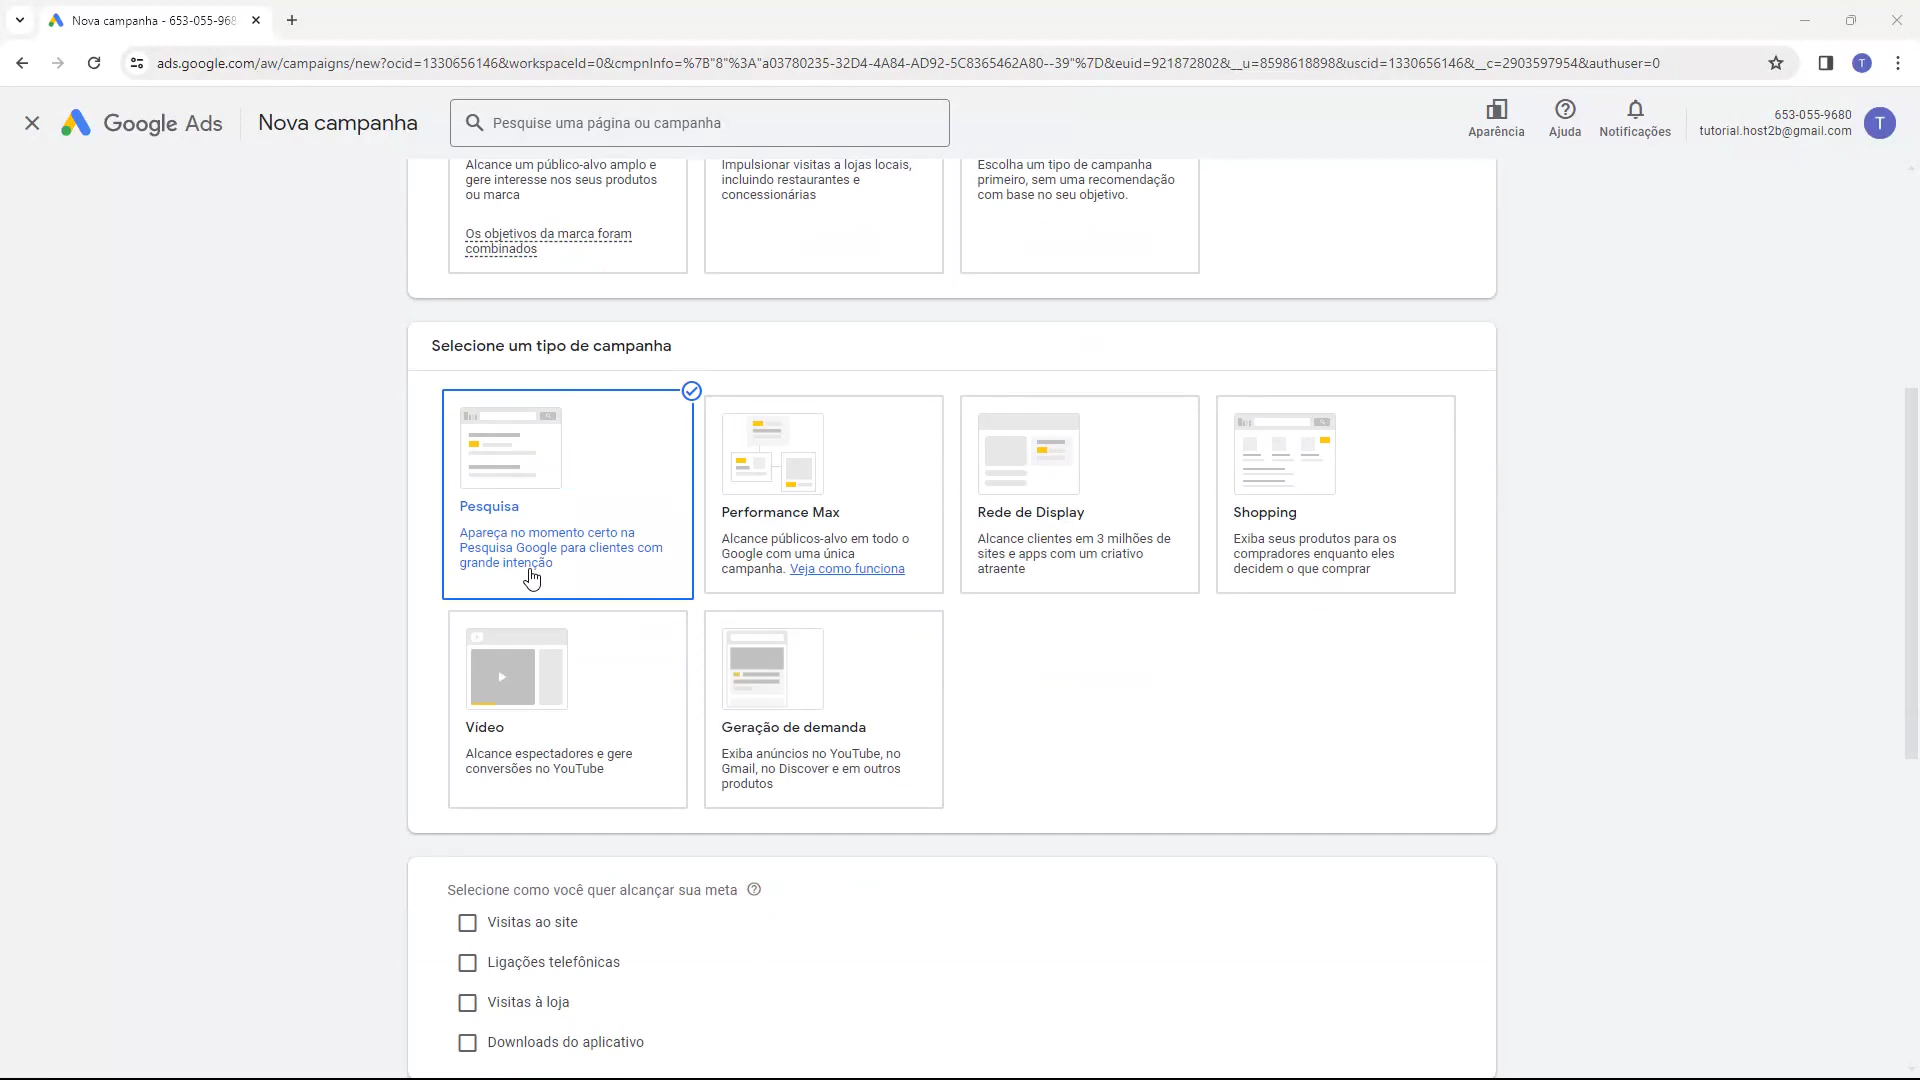 Nova campanha - 653-055-968
ads.google.com/aw/campaigns/new?ocid=1330656146&workspaceId=0&cmpnInfo=%7B"8"%3A"a03780235-32D4-4A84-AD92-5C8365462A80--39"%7D&euid=921872802&__u=8598618898&uscid=1330656146&__c=2903597954&authuser=0
T
Google Ads
Nova campanha
Pesquise uma página ou campanha
Aparência
Ajuda
Notificações
653-055-9680
tutorial.host2b@gmail.com
T
Alcance um público-alvo amplo e
gere interesse nos seus produtos
ou marca
Os objetivos da marca foram
combinados
Impulsionar visitas a lojas locais,
incluindo restaurantes e
concessionárias
Escolha um tipo de campanha
primeiro, sem uma recomendação
com base no seu objetivo.
Selecione um tipo de campanha
Pesquisa
Apareça no momento certo na
Pesquisa Google para clientes com
grande intenção
Performance Max
Alcance públicos-alvo em todo o
Google com uma única
campanha. Veja como funciona
Rede de Display
Alcance clientes em 3 milhões de
sites e apps com um criativo
atraente
Shopping
Exiba seus produtos para os
compradores enquanto eles
decidem o que comprar
Vídeo
Alcance espectadores e gere
conversões no YouTube
Geração de demanda
Exiba anúncios no YouTube, no
Gmail, no Discover e em outros
produtos
Selecione como você quer alcançar sua meta
Visitas ao site
Ligações telefônicas
Visitas à loja
Downloads do aplicativo